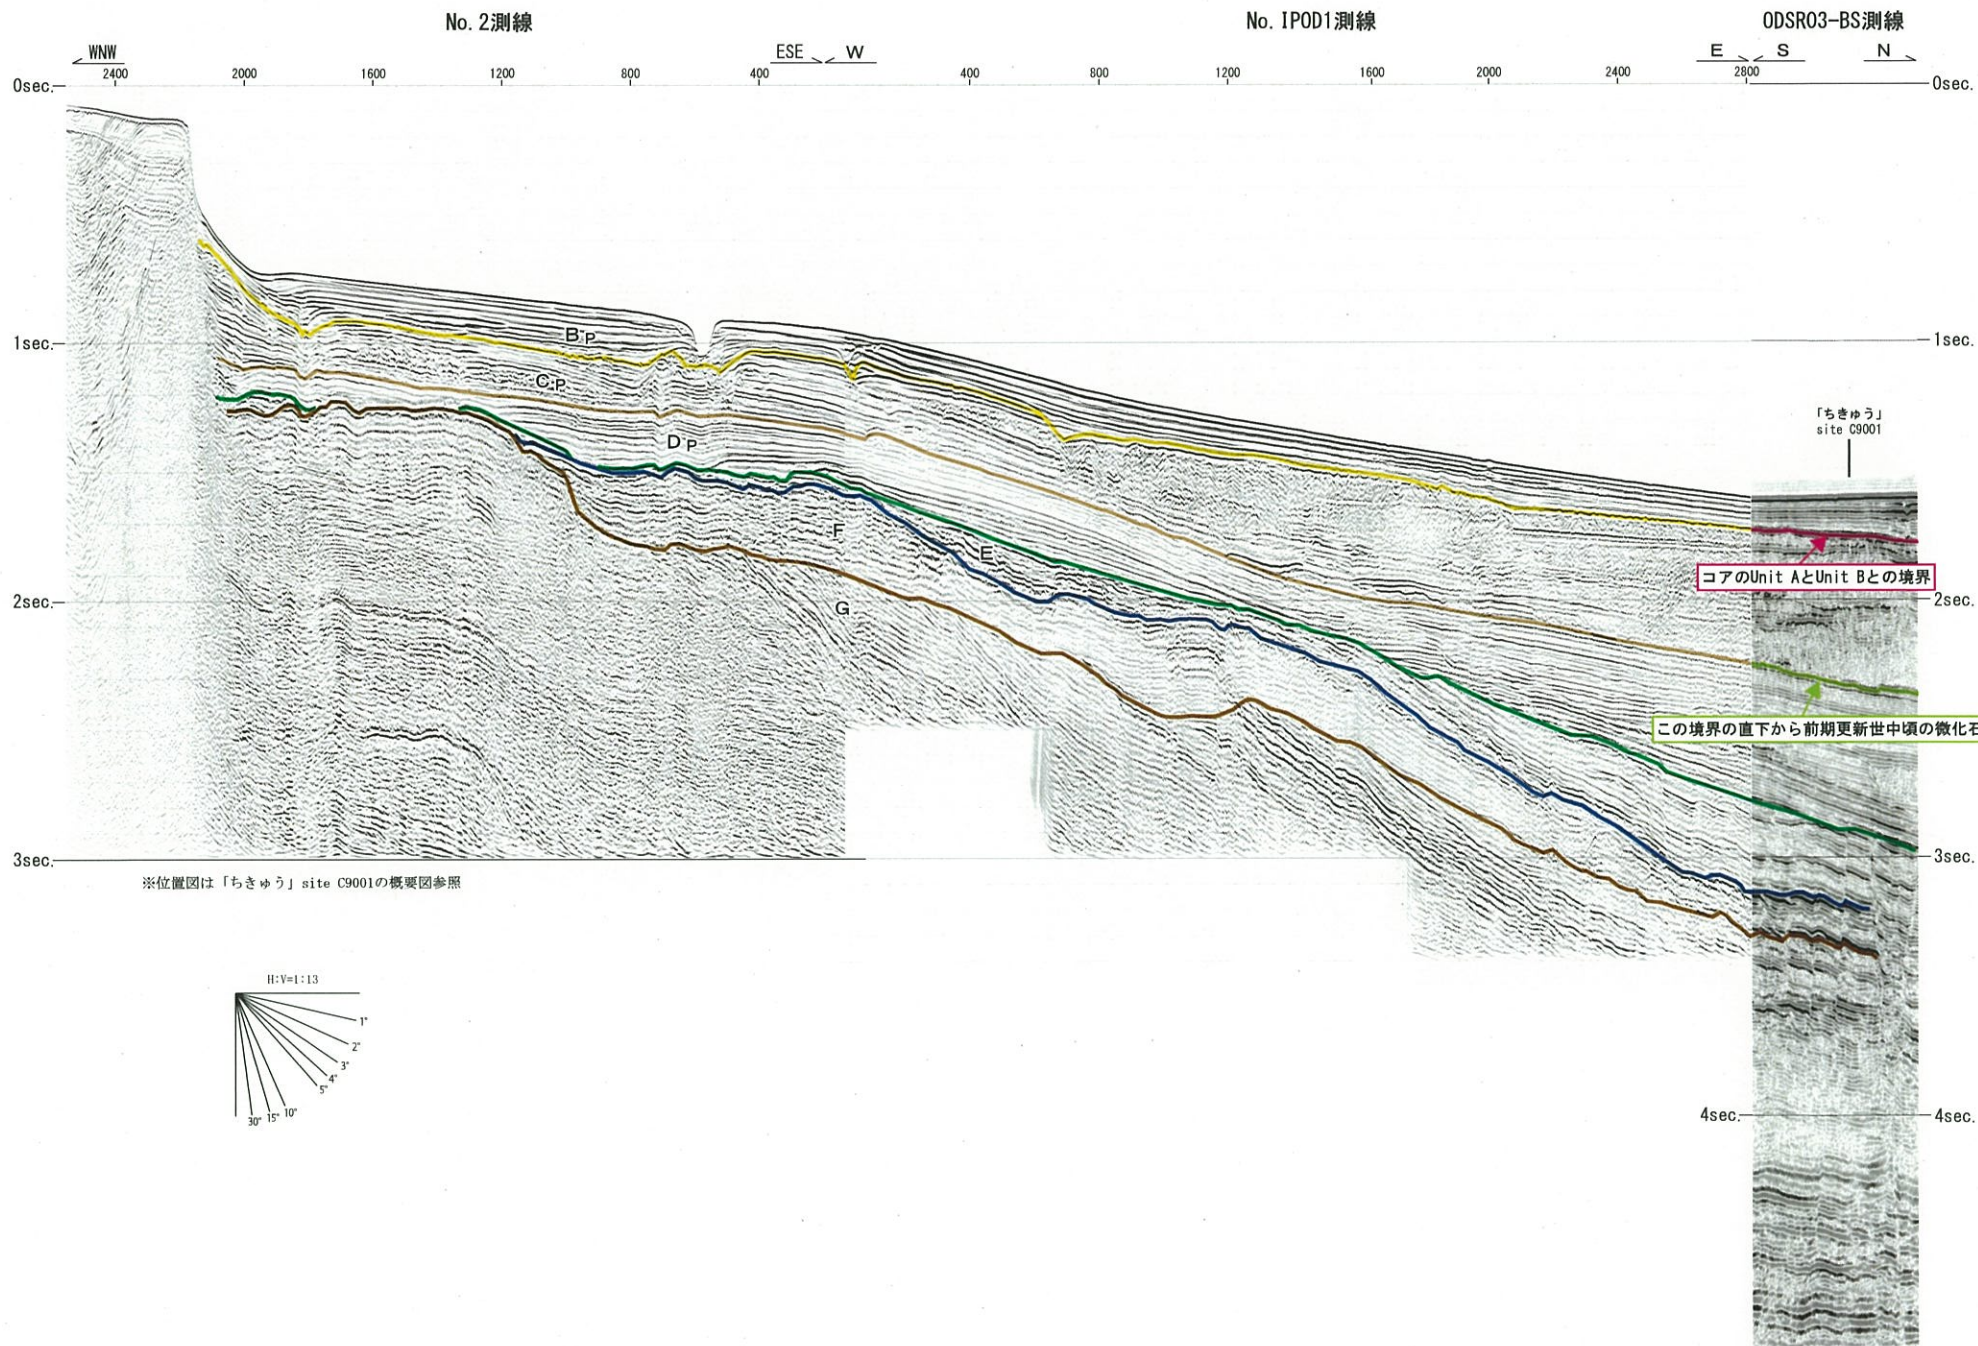 No. 2測線
No. IPOD1測線
ODSR03-BS測線
WNW
ESE
W
E
S
N
2400 2000 1600 1200 800 400 400 800 1200 1600 2000 2400 2800
0sec.
0sec.
1sec.
1sec.
2sec.
2sec.
3sec.
3sec.
4sec.
4sec.
BP
CP
DP
E
F
G
「ちきゅう」
site C9001
コアのUnit AとUnit Bとの境界
この境界の直下から前期更新世中頃の微化石
※位置図は「ちきゅう」site C9001の概要図参照
H:V=1:13
1°
2°
3°
4°
5°
10°
15°
30°